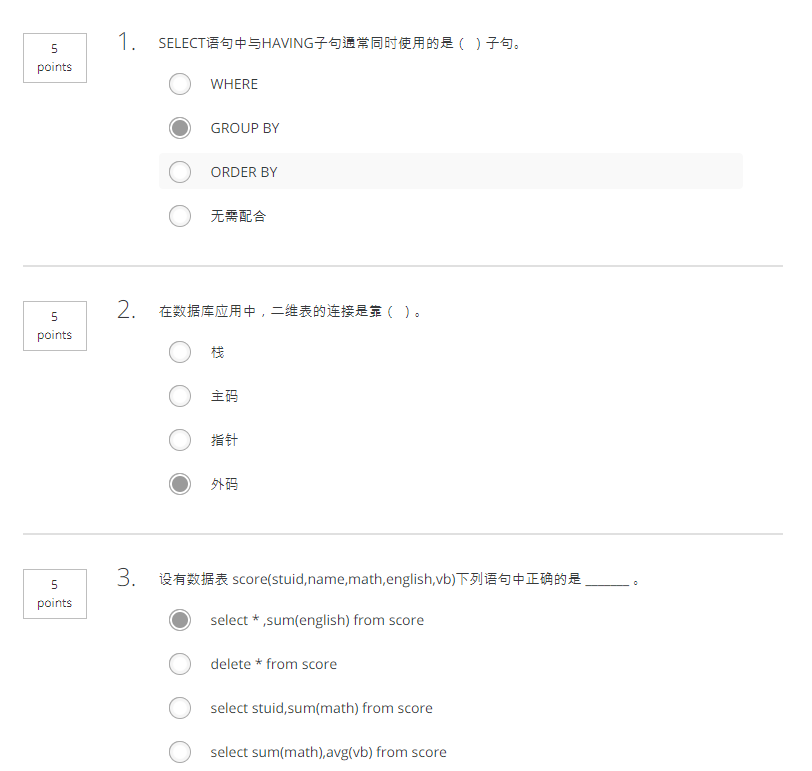 5
points
1. SELECT语句中与HAVING子句通常同时使用的是（ ）子句。
WHERE
GROUP BY
ORDER BY
无需配合
5
points
2. 在数据库应用中，二维表的连接是靠（ ）。
栈
主码
指针
外码
5
points
3. 设有数据表 score(stuid,name,math,english,vb)下列语句中正确的是 ______ 。
select * ,sum(english) from score
delete * from score
select stuid,sum(math) from score
select sum(math),avg(vb) from score